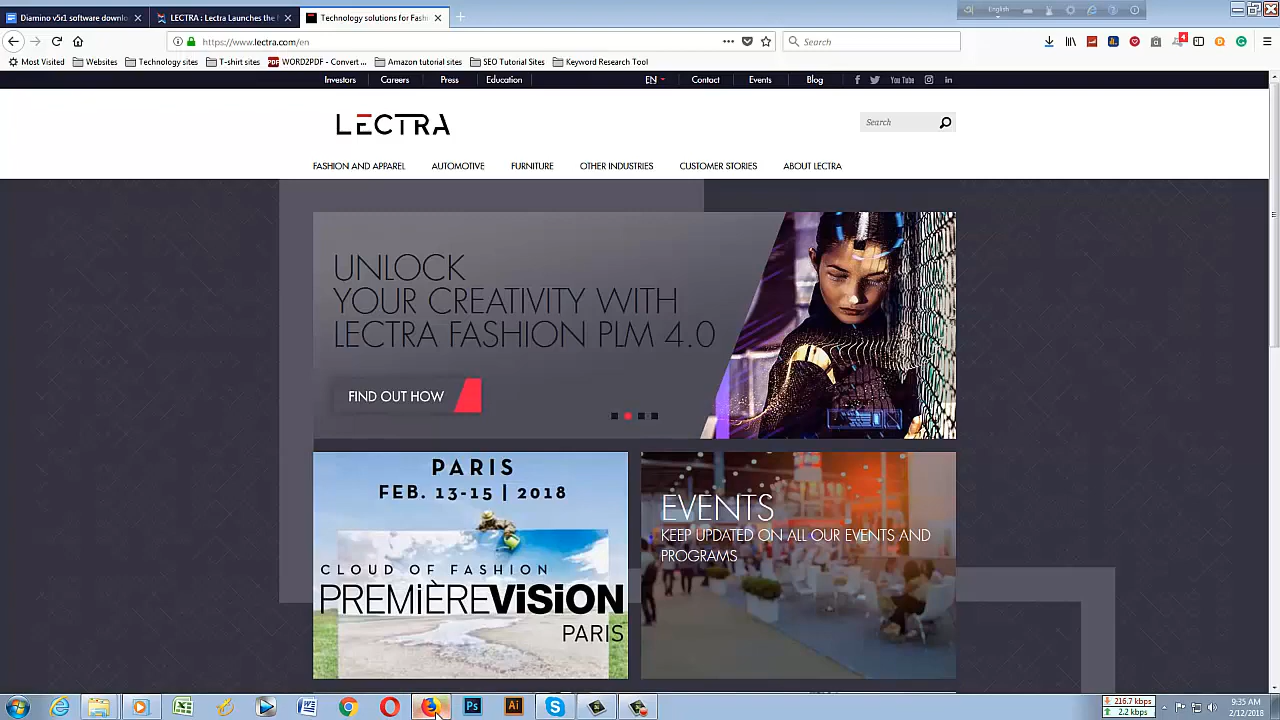 Diamino v5r1 software downlo
LECTRA : Lectra Launches the
Technology solutions for Fashi
English
https://www.lectra.com/en
Search
Most Visited
Websites
Technology sites
T-shirt sites
WORD2PDF - Convert ...
Amazon tutorial sites
SEO Tutorial Sites
Keyword Research Tool
Investors
Careers
Press
Education
EN
Contact
Events
Blog
You Tube
LECTRA
Search
FASHION AND APPAREL
AUTOMOTIVE
FURNITURE
OTHER INDUSTRIES
CUSTOMER STORIES
ABOUT LECTRA
UNLOCK
YOUR CREATIVITY WITH
LECTRA FASHION PLM 4.0
FIND OUT HOW
PARIS
FEB. 13-15 | 2018
CLOUD OF FASHION
PREMIÈREVISION
PARIS
EVENTS
KEEP UPDATED ON ALL OUR EVENTS AND
PROGRAMS
216.7 kbps
2.2 kbps
9:35 AM
2/12/2018